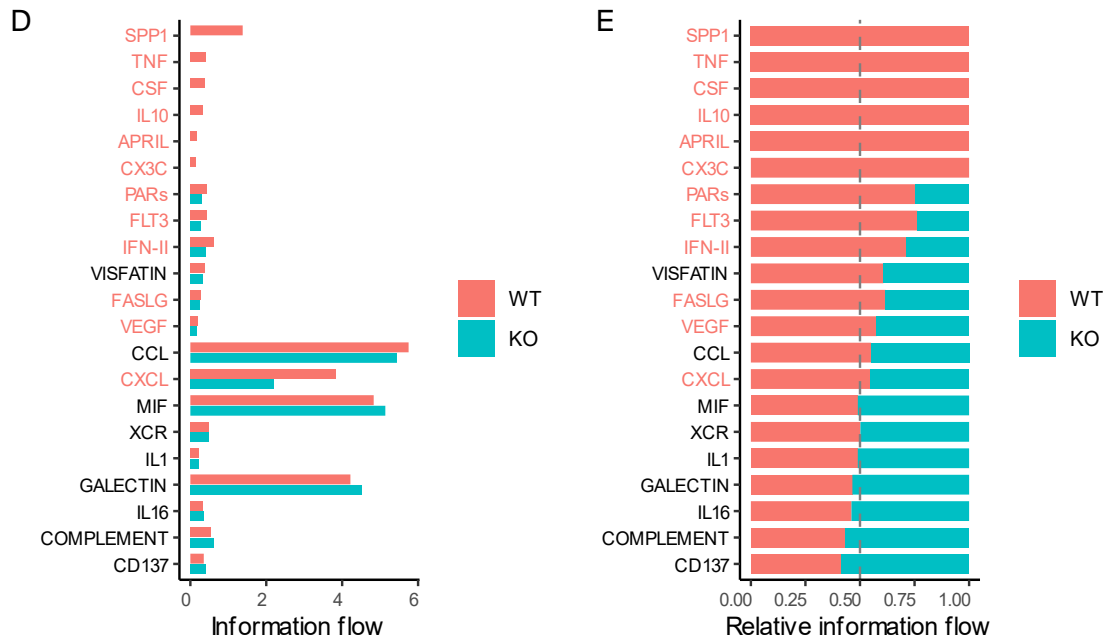 D
SPP1
TNF
CSF
IL10
APRIL
CX3C
PARs
FLT3
IFN-II
VISFATIN
FASLG
VEGF
CCL
CXCL
MIF
XCR
IL1
GALECTIN
IL16
COMPLEMENT
CD137
0 2 4 6
Information flow
WT
KO
E
SPP1
TNF
CSF
IL10
APRIL
CX3C
PARs
FLT3
IFN-II
VISFATIN
FASLG
VEGF
CCL
CXCL
MIF
XCR
IL1
GALECTIN
IL16
COMPLEMENT
CD137
0.00 0.25 0.50 0.75 1.00
Relative information flow
WT
KO